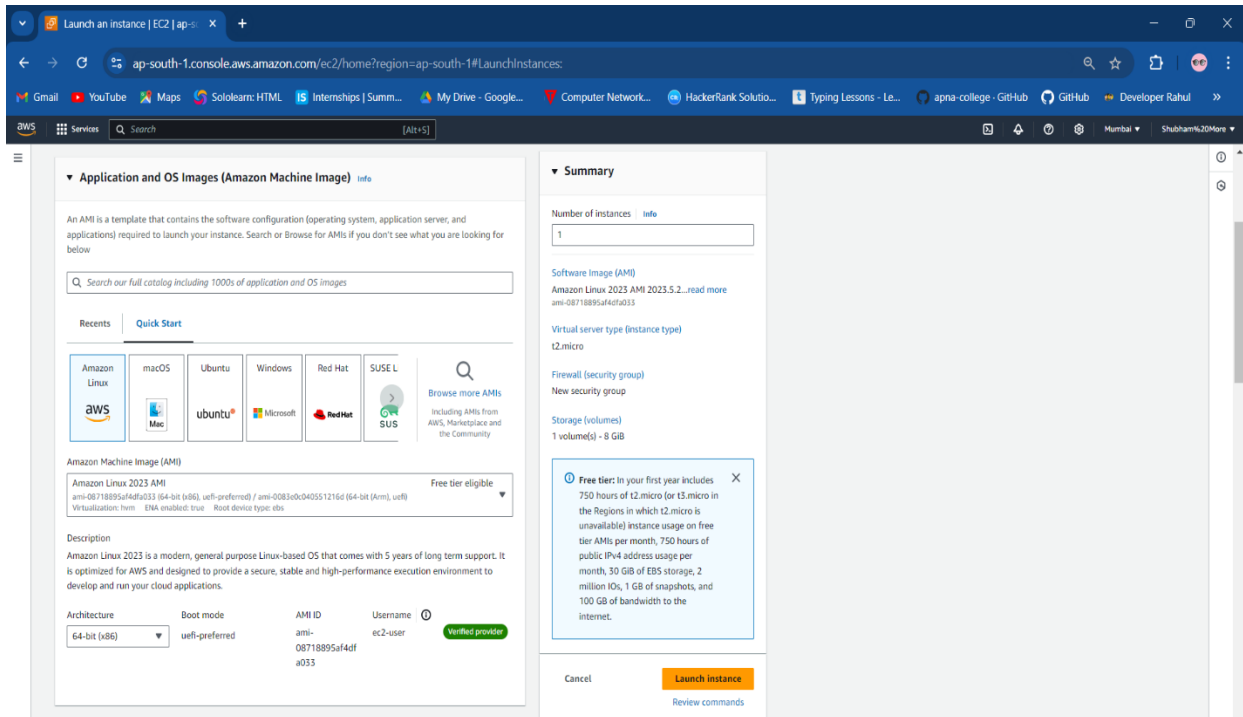 Launch an instance | EC2 | ap-sc
ap-south-1.console.aws.amazon.com/ec2/home?region=ap-south-1#LaunchInstances:
Gmail YouTube Maps Sololearn: HTML IS Internships | Summ... My Drive - Google... Computer Network... HackerRank Solutio... Typing Lessons - Le... apna-college · GitHub GitHub Developer Rahul »
aws Services Search [Alt+S] Mumbai Shubham%20More
Application and OS Images (Amazon Machine Image) Info
An AMI is a template that contains the software configuration (operating system, application server, and
applications) required to launch your instance. Search or Browse for AMIs if you don't see what you are looking for
below
Search our full catalog including 1000s of application and OS images
Recents Quick Start
Amazon Linux
aws
macOS
Mac
Ubuntu
ubuntu
Windows
Microsoft
Red Hat
Red Hat
SUSE L
SUS
Browse more AMIs
Including AMIs from
AWS, Marketplace and
the Community
Amazon Machine Image (AMI)
Amazon Linux 2023 AMI Free tier eligible
ami-08718895af4dfa033 (64-bit (x86), uefi-preferred) / ami-0083e0c040551216d (64-bit (Arm), uefi)
Virtualization: hvm ENA enabled: true Root device type: ebs
Description
Amazon Linux 2023 is a modern, general purpose Linux-based OS that comes with 5 years of long term support. It
is optimized for AWS and designed to provide a secure, stable and high-performance execution environment to
develop and run your cloud applications.
Architecture Boot mode AMI ID Username
64-bit (x86) uefi-preferred ami- ec2-user Verified provider
08718895af4df
a033
Summary
Number of instances Info
1
Software Image (AMI)
Amazon Linux 2023 AMI 2023.5.2...read more
ami-08718895af4dfa033
Virtual server type (instance type)
t2.micro
Firewall (security group)
New security group
Storage (volumes)
1 volume(s) - 8 GiB
Free tier: In your first year includes
750 hours of t2.micro (or t3.micro in
the Regions in which t2.micro is
unavailable) instance usage on free
tier AMIs per month, 750 hours of
public IPv4 address usage per
month, 30 GiB of EBS storage, 2
million IOs, 1 GB of snapshots, and
100 GB of bandwidth to the
internet.
Cancel Launch instance
Review commands